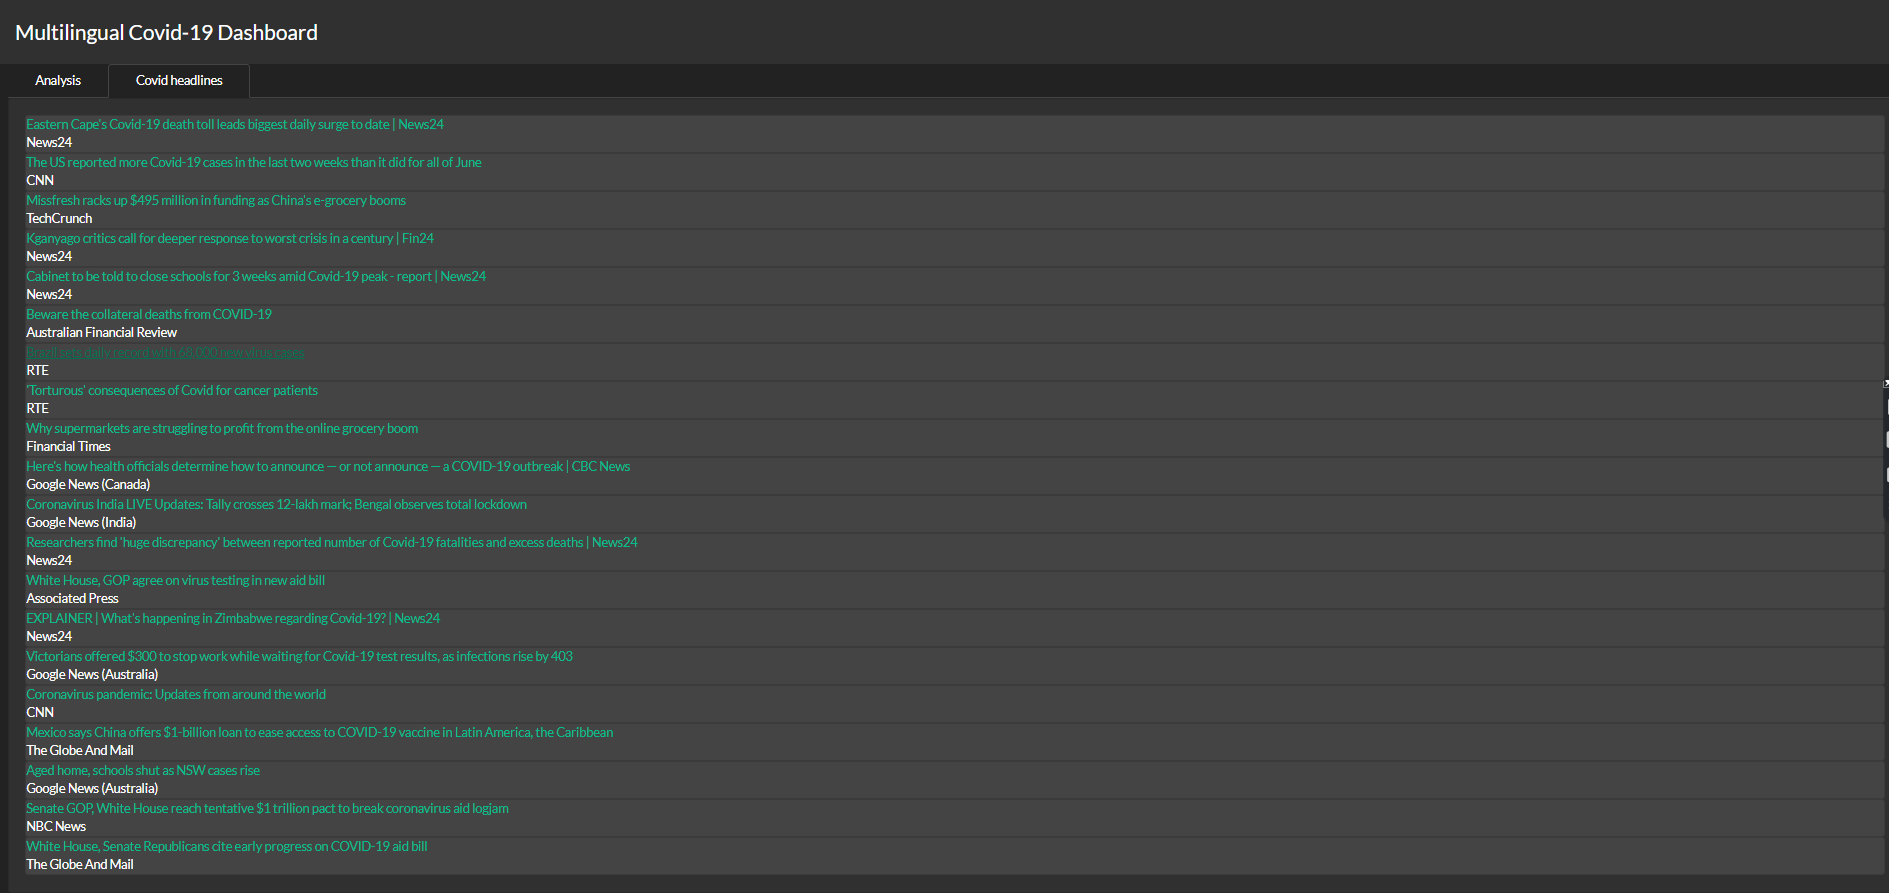 Multilingual Covid-19 Dashboard
Analysis
Covid headlines
Eastern Cape's Covid-19 death toll leads biggest daily surge to date | News24
News24
The US reported more Covid-19 cases in the last two weeks than it did for all of June
CNN
Missfresh racks up $495 million in funding as China's e-grocery booms
TechCrunch
Kganyago critics call for deeper response to worst crisis in a century | Fin24
News24
Cabinet to be told to close schools for 3 weeks amid Covid-19 peak - report | News24
News24
Beware the collateral deaths from COVID-19
Australian Financial Review
Brazil sets daily record with 68,000 new virus cases
RTE
'Torturous' consequences of Covid for cancer patients
RTE
Why supermarkets are struggling to profit from the online grocery boom
Financial Times
Here's how health officials determine how to announce — or not announce — a COVID-19 outbreak | CBC News
Google News (Canada)
Coronavirus India LIVE Updates: Tally crosses 12-lakh mark; Bengal observes total lockdown
Google News (India)
Researchers find 'huge discrepancy' between reported number of Covid-19 fatalities and excess deaths | News24
News24
White House, GOP agree on virus testing in new aid bill
Associated Press
EXPLAINER | What's happening in Zimbabwe regarding Covid-19? | News24
News24
Victorians offered $300 to stop work while waiting for Covid-19 test results, as infections rise by 403
Google News (Australia)
Coronavirus pandemic: Updates from around the world
CNN
Mexico says China offers $1-billion loan to ease access to COVID-19 vaccine in Latin America, the Caribbean
The Globe And Mail
Aged home, schools shut as NSW cases rise
Google News (Australia)
Senate GOP, White House reach tentative $1 trillion pact to break coronavirus aid logjam
NBC News
White House, Senate Republicans cite early progress on COVID-19 aid bill
The Globe And Mail